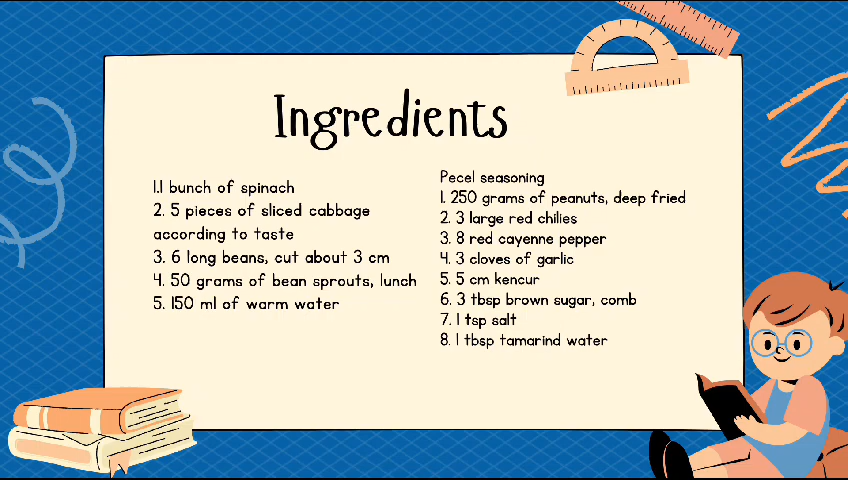 Ingredients
1.1 bunch of spinach
2. 5 pieces of sliced cabbage
according to taste
3. 6 long beans, cut about 3 cm
4. 50 grams of bean sprouts, lunch
5. 150 ml of warm water
Pecel seasoning
1. 250 grams of peanuts, deep fried
2. 3 large red chilies
3. 8 red cayenne pepper
4. 3 cloves of garlic
5. 5 cm kencur
6. 3 tbsp brown sugar, comb
7. 1 tsp salt
8. 1 tbsp tamarind water